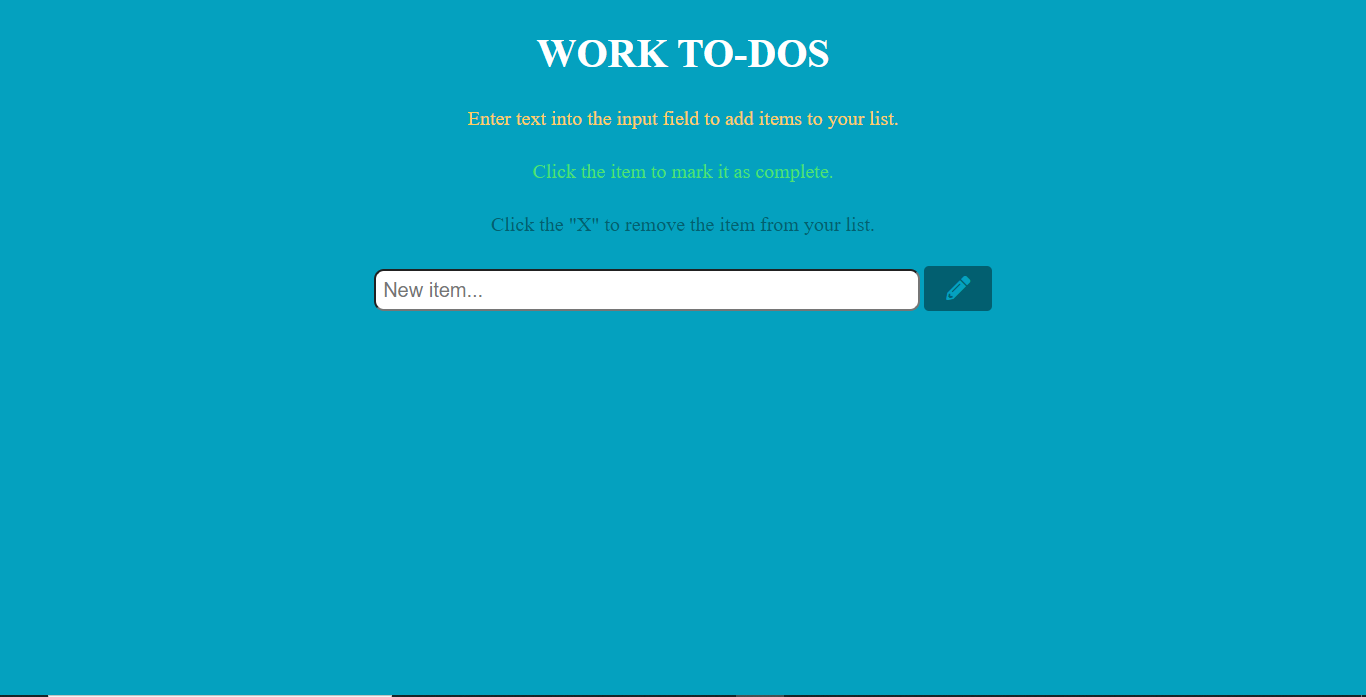 WORK TO-DOS
Enter text into the input field to add items to your list.
Click the item to mark it as complete.
Click the "X" to remove the item from your list.
New item...